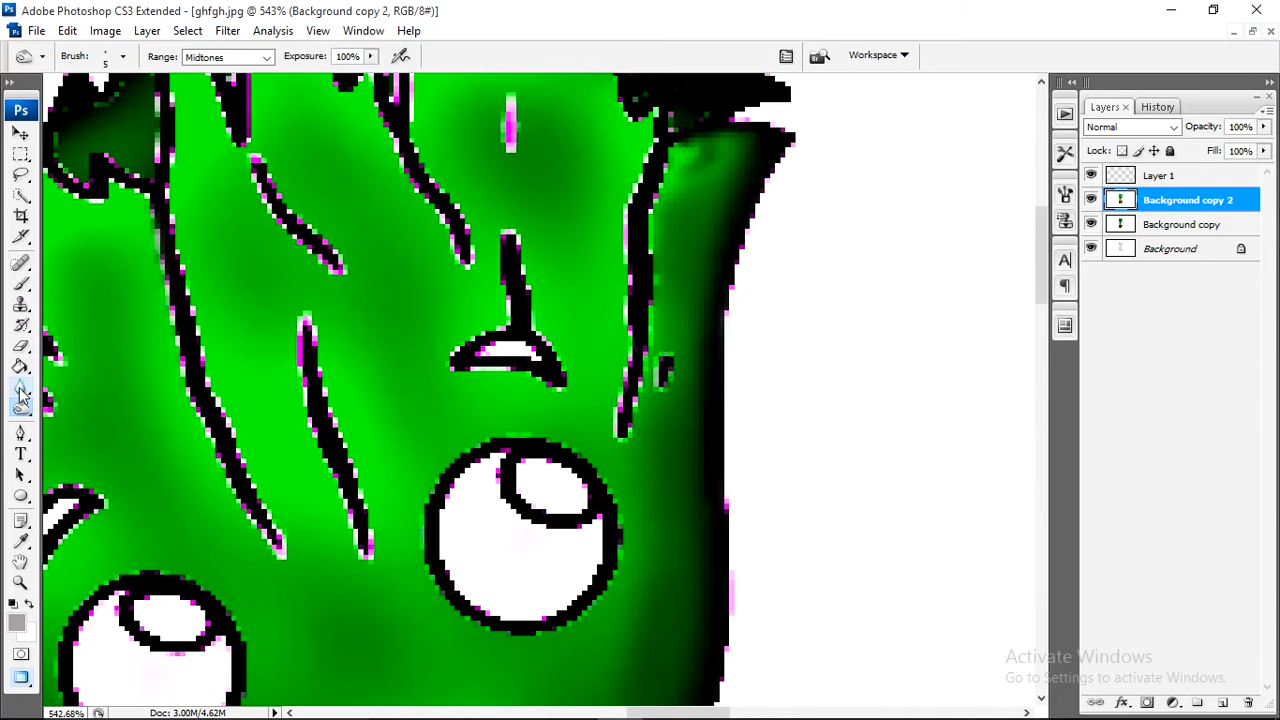 Adobe Photoshop CS3 Extended - [ghfgh.jpg @ 543% (Background copy 2, RGB/8#)]
File Edit Image Layer Select Filter Analysis View Window Help
Brush: 5 Range: Midtones Exposure: 100% Workspace
Ps
Layers × History
Normal Opacity: 100%
Lock: Fill: 100%
Layer 1
Background copy 2
Background copy
Background
Activate Windows
Go to Settings to activate Windows.
542.68% Doc: 3.00M/4.62M